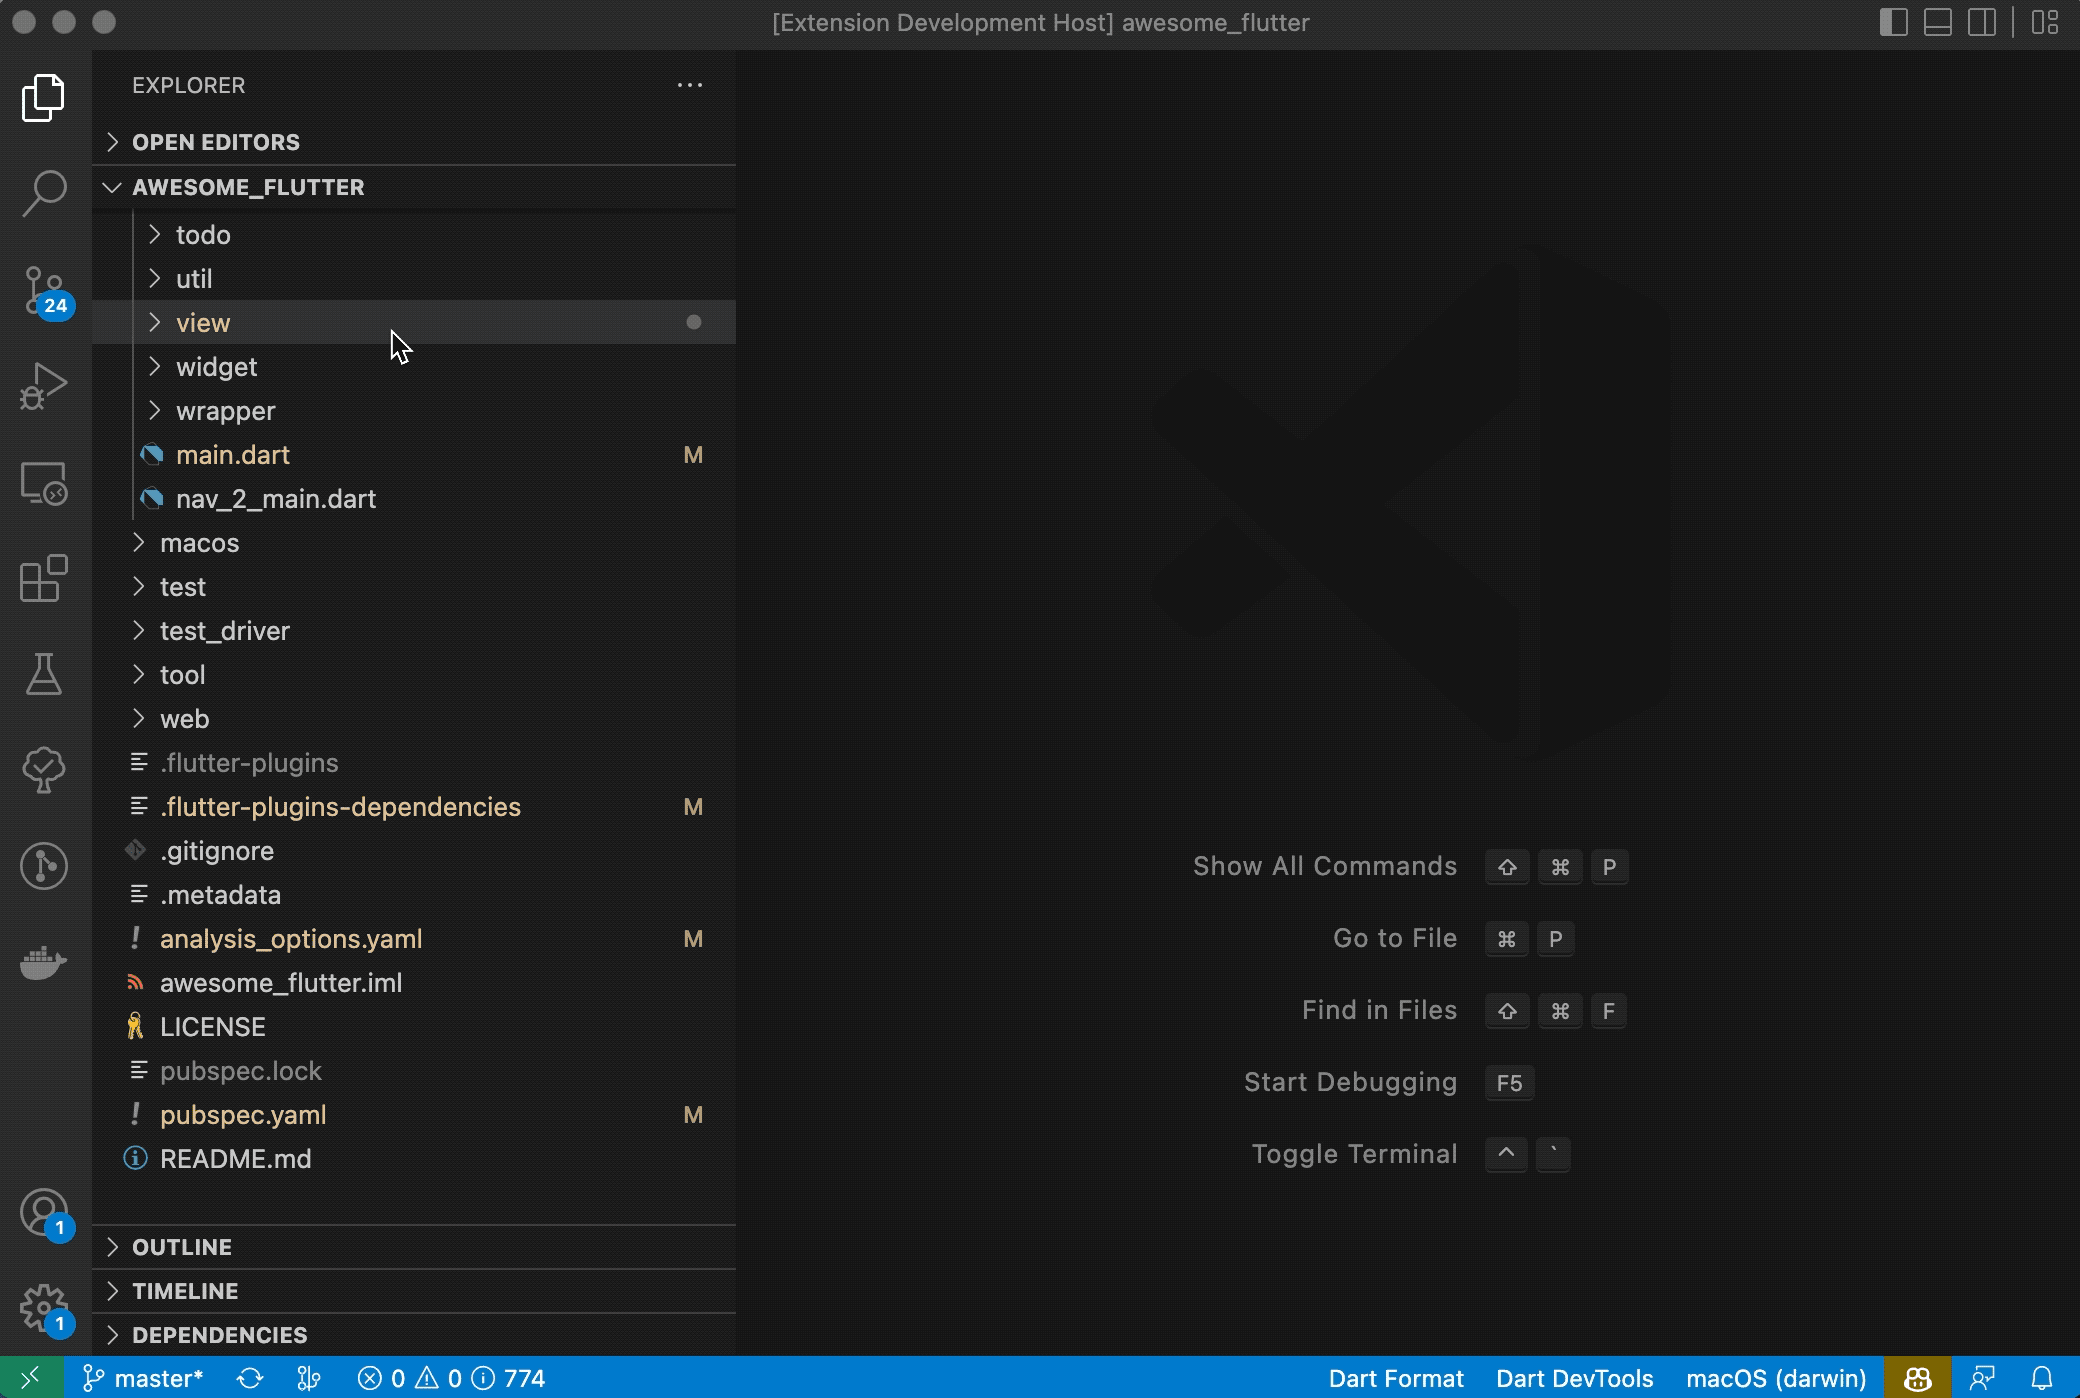 [Extension Development Host] awesome_flutter
EXPLORER
OPEN EDITORS
AWESOME_FLUTTER
todo
util
24
view
widget
wrapper
main.dart M
nav_2_main.dart
macos
test
test_driver
tool
web
.flutter-plugins
.flutter-plugins-dependencies M
.gitignore
.metadata
analysis_options.yaml M
awesome_flutter.iml
LICENSE
pubspec.lock
pubspec.yaml M
README.md
Show All Commands ⇧ ⌘ P
Go to File ⌘ P
Find in Files ⇧ ⌘ F
Start Debugging F5
Toggle Terminal ^ `
1
OUTLINE
TIMELINE
1
DEPENDENCIES
master* 0 0 774 Dart Format Dart DevTools macOS (darwin)